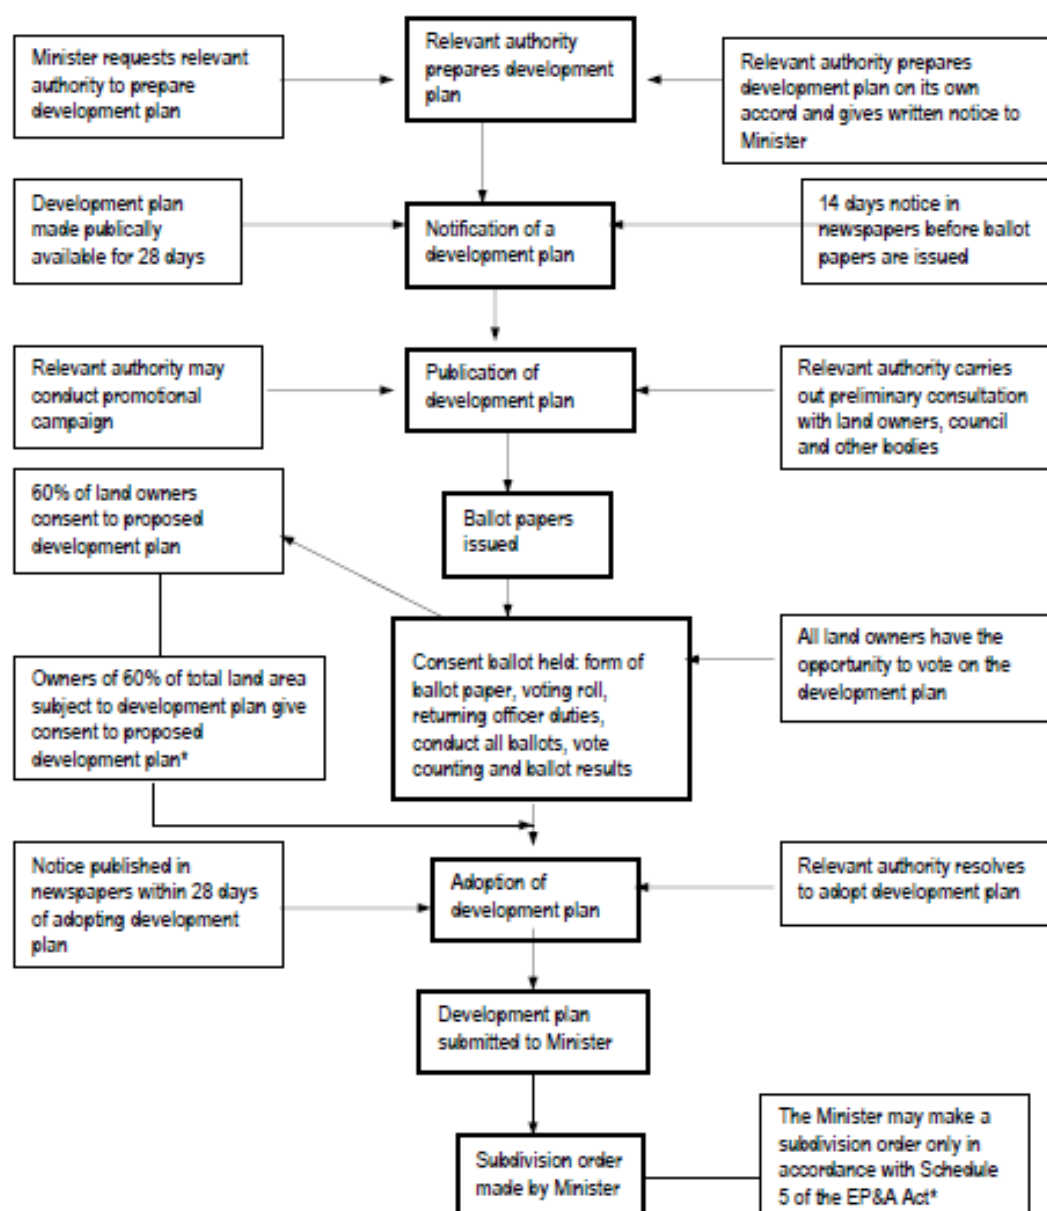 Relevant authority
prepares development
plan
Minister requests relevant
authority to prepare
development plan
Relevant authority prepares
development plan on its own
accord and gives written notice to
Minister
Development plan
made publically
available for 28 days
Notification of a
development plan
14 days notice in
newspapers before ballot
papers are issued
Relevant authority may
conduct promotional
campaign
Publication of
development plan
Relevant authority carries
out preliminary consultation
with land owners, council
and other bodies
60% of land owners
consent to proposed
development plan
Ballot papers
issued
Owners of 60% of total land area
subject to development plan give
consent to proposed
development plan*
Consent ballot held: form of
ballot paper, voting roll,
returning officer duties,
conduct all ballots, vote
counting and ballot results
All land owners have the
opportunity to vote on the
development plan
Notice published in
newspapers within 28 days
of adopting development
plan
Adoption of
development plan
Relevant authority resolves
to adopt development plan
Development plan
submitted to Minister
Subdivision order
made by Minister
The Minister may make a
subdivision order only in
accordance with Schedule
5 of the EP&A Act*